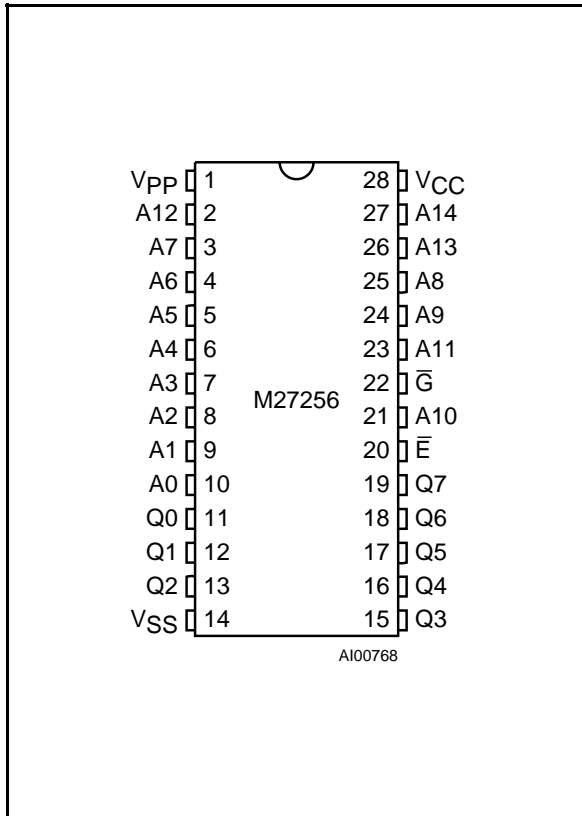 VPP 1 28 VCC
A12 2 27 A14
A7 3 26 A13
A6 4 25 A8
A5 5 24 A9
A4 6 23 A11
A3 7 22 G̅
M27256
A2 8 21 A10
A1 9 20 E̅
A0 10 19 Q7
Q0 11 18 Q6
Q1 12 17 Q5
Q2 13 16 Q4
VSS 14 15 Q3
AI00768